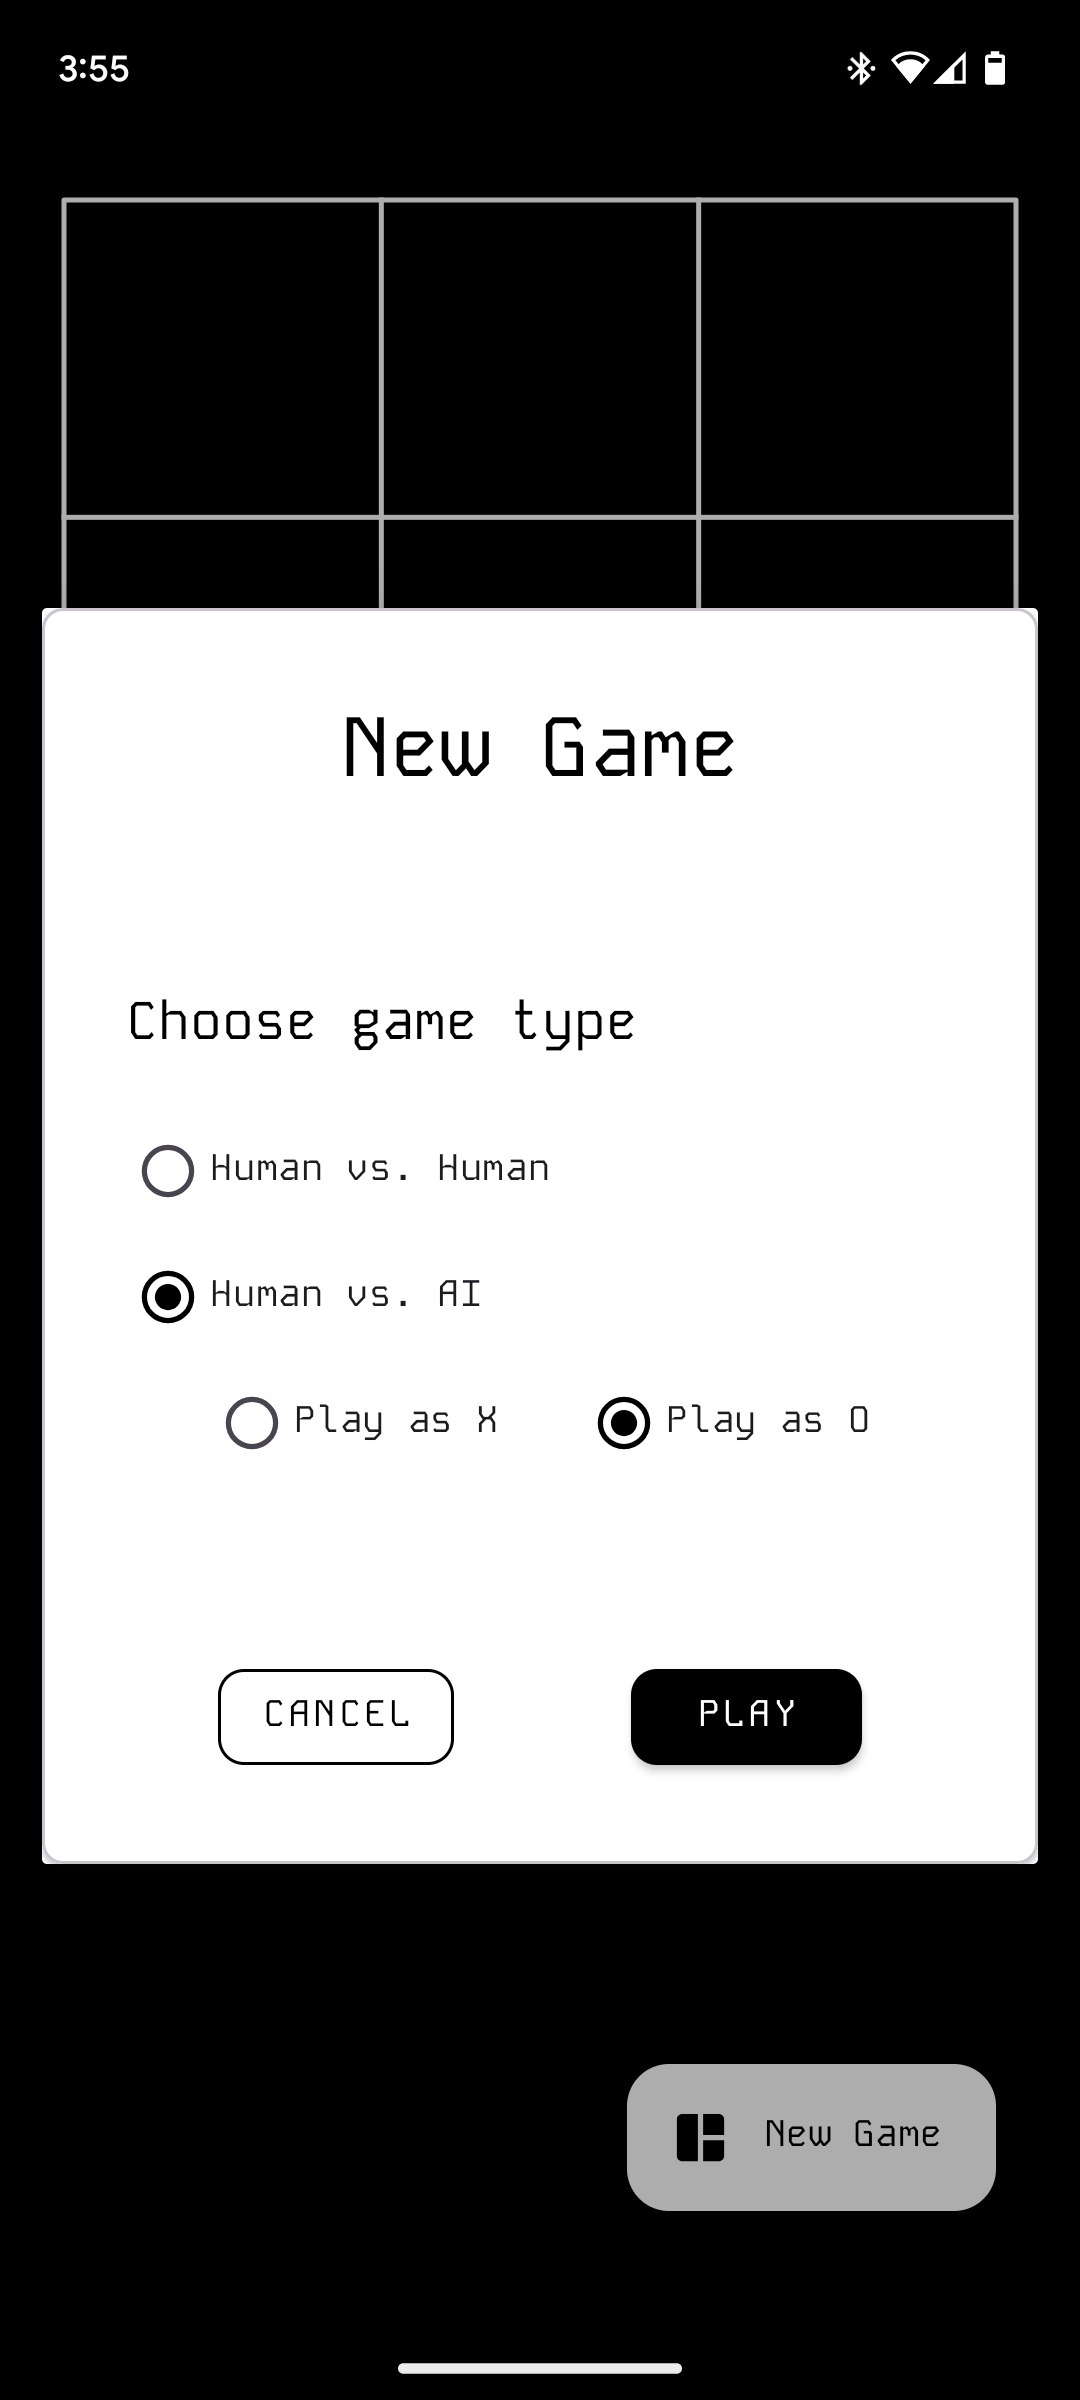 3:55
New Game
Choose game type
Human vs. Human
Human vs. AI
Play as X Play as O
CANCEL PLAY
New Game